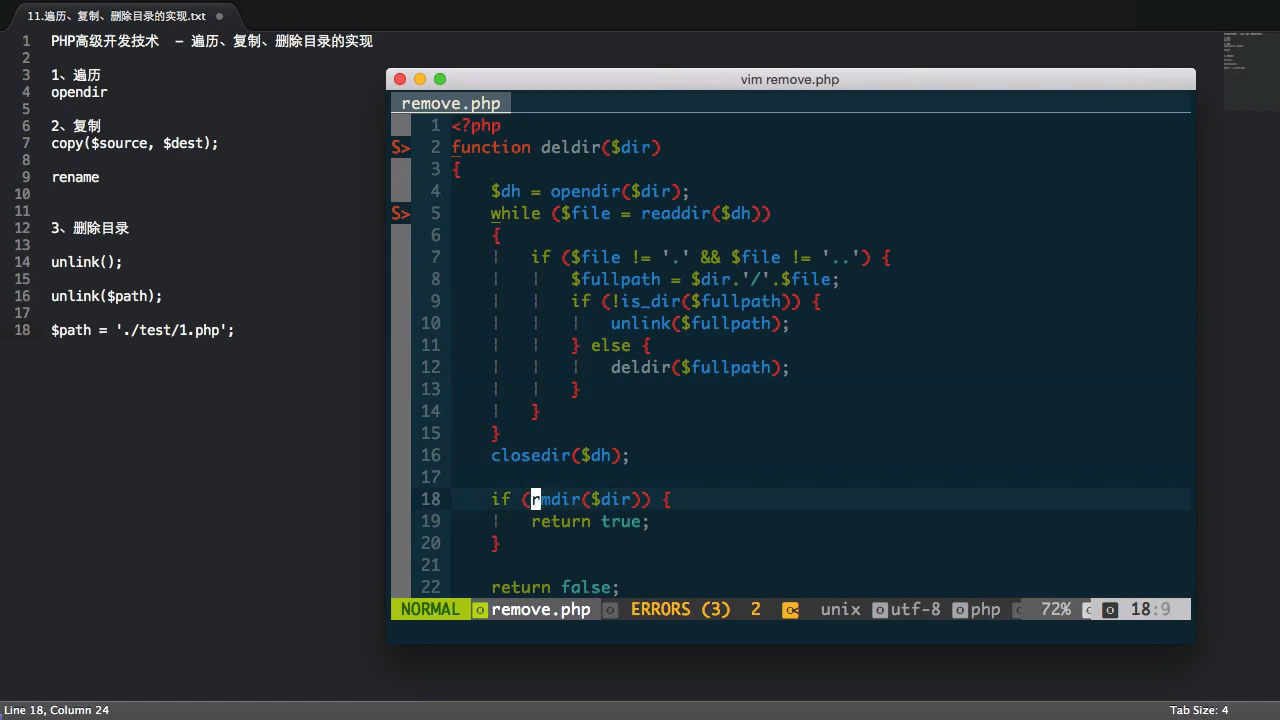 11.遍历、复制、删除目录的实现.txt
1 PHP高级开发技术 - 遍历、复制、删除目录的实现
2
3 1、遍历
4 opendir
5
6 2、复制
7 copy($source, $dest);
8
9 rename
10
11
12 3、删除目录
13
14 unlink();
15
16 unlink($path);
17
18 $path = './test/1.php';
vim remove.php
remove.php
1 <?php
S> 2 function deldir($dir)
3 {
4 $dh = opendir($dir);
S> 5 while ($file = readdir($dh))
6 {
7 if ($file != '.' && $file != '..') {
8 $fullpath = $dir.'/'.$file;
9 if (!is_dir($fullpath)) {
10 unlink($fullpath);
11 } else {
12 deldir($fullpath);
13 }
14 }
15 }
16 closedir($dh);
17
18 if (rmdir($dir)) {
19 return true;
20 }
21
22 return false;
NORMAL remove.php ERRORS (3) 2 unix utf-8 php 72% 18:9
Line 18, Column 24 Tab Size: 4